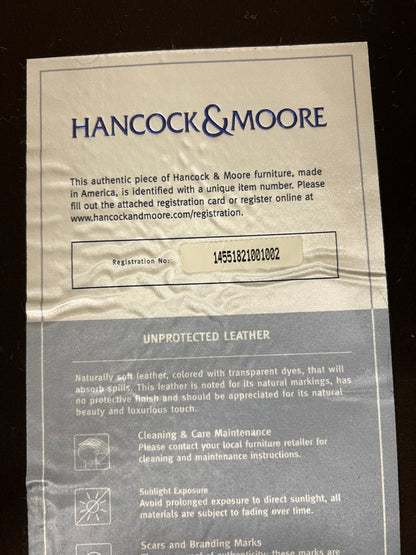 HANCOCK&MOORE
This authentic piece of Hancock & Moore furniture, made
in America, is identified with a unique item number. Please
fill out the attached registration card or register online at
www.hancockandmoore.com/registration.
Registration No: 14551821001002
UNPROTECTED LEATHER
Naturally soft leather, colored with transparent dyes, that will
absorb spills. This leather is noted for its natural markings, has
no protective finish and should be appreciated for its natural
beauty and luxurious touch.
Cleaning & Care Maintenance
Please contact your local furniture retailer for
cleaning and maintenance instructions.
Sunlight Exposure
Avoid prolonged exposure to direct sunlight, all
materials are subject to fading over time.
Scars and Branding Marks
of authenticity, these marks are